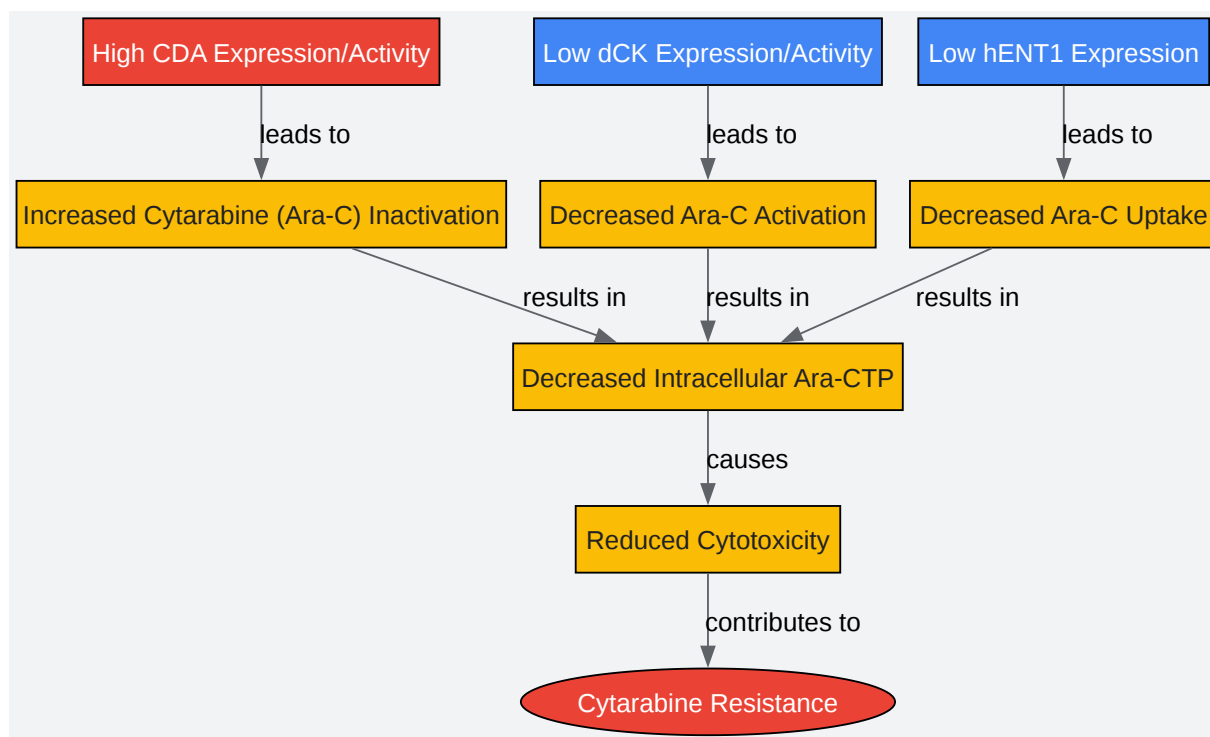 High CDA Expression/Activity
Low dCK Expression/Activity
Low hENT1 Expression
leads to
leads to
leads to
Increased Cytarabine (Ara-C) Inactivation
Decreased Ara-C Activation
Decreased Ara-C Uptake
results in
results in
results in
Decreased Intracellular Ara-CTP
causes
Reduced Cytotoxicity
contributes to
Cytarabine Resistance